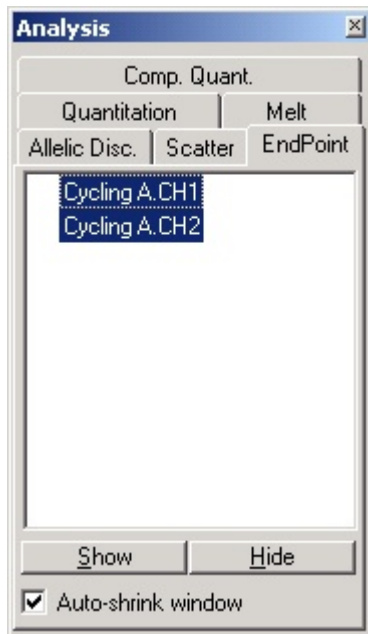 Analysis
Comp. Quant.
Quantitation Melt
Allelic Disc. Scatter EndPoint
Cycling A.CH1
Cycling A.CH2
Show Hide
Auto-shrink window